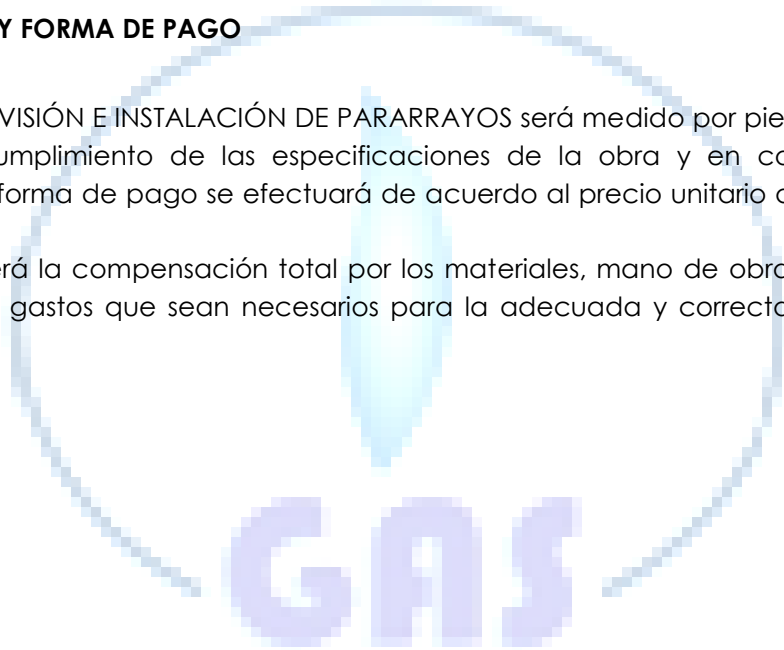 Y FORMA DE PAGO
VISIÓN E INSTALACIÓN DE PARARRAYOS será medido por pie
umplimiento de las especificaciones de la obra y en co
forma de pago se efectuará de acuerdo al precio unitario
erá la compensación total por los materiales, mano de obra
gastos que sean necesarios para la adecuada y correcta
GAS